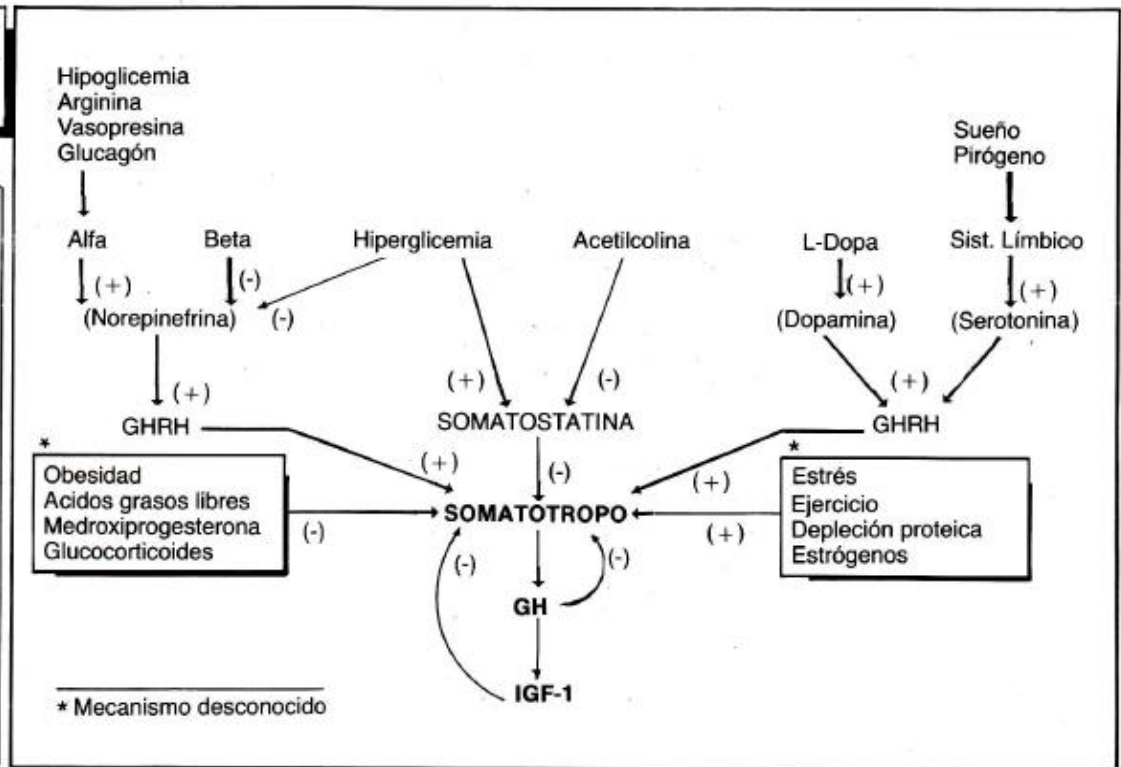 Hipoglicemia
Arginina
Vasopresina
Glucagón
Sueño
Pirógeno
Alfa
Beta
Hiperglicemia
Acetilcolina
L-Dopa
Sist. Límbico
(+)
(-)
(+)
(+)
(Norepinefrina)
(-)
(Dopamina)
(Serotonina)
(+)
(+)
(-)
(+)
GHRH
SOMATOSTATINA
GHRH
*
*
Obesidad
Acidos grasos libres
Medroxiprogesterona
Glucocorticoides
(+)
(-)
(+)
Estrés
Ejercicio
Depleción proteica
Estrógenos
(-)
SOMATOTROPO
(+)
(-)
(-)
GH
IGF-1
* Mecanismo desconocido